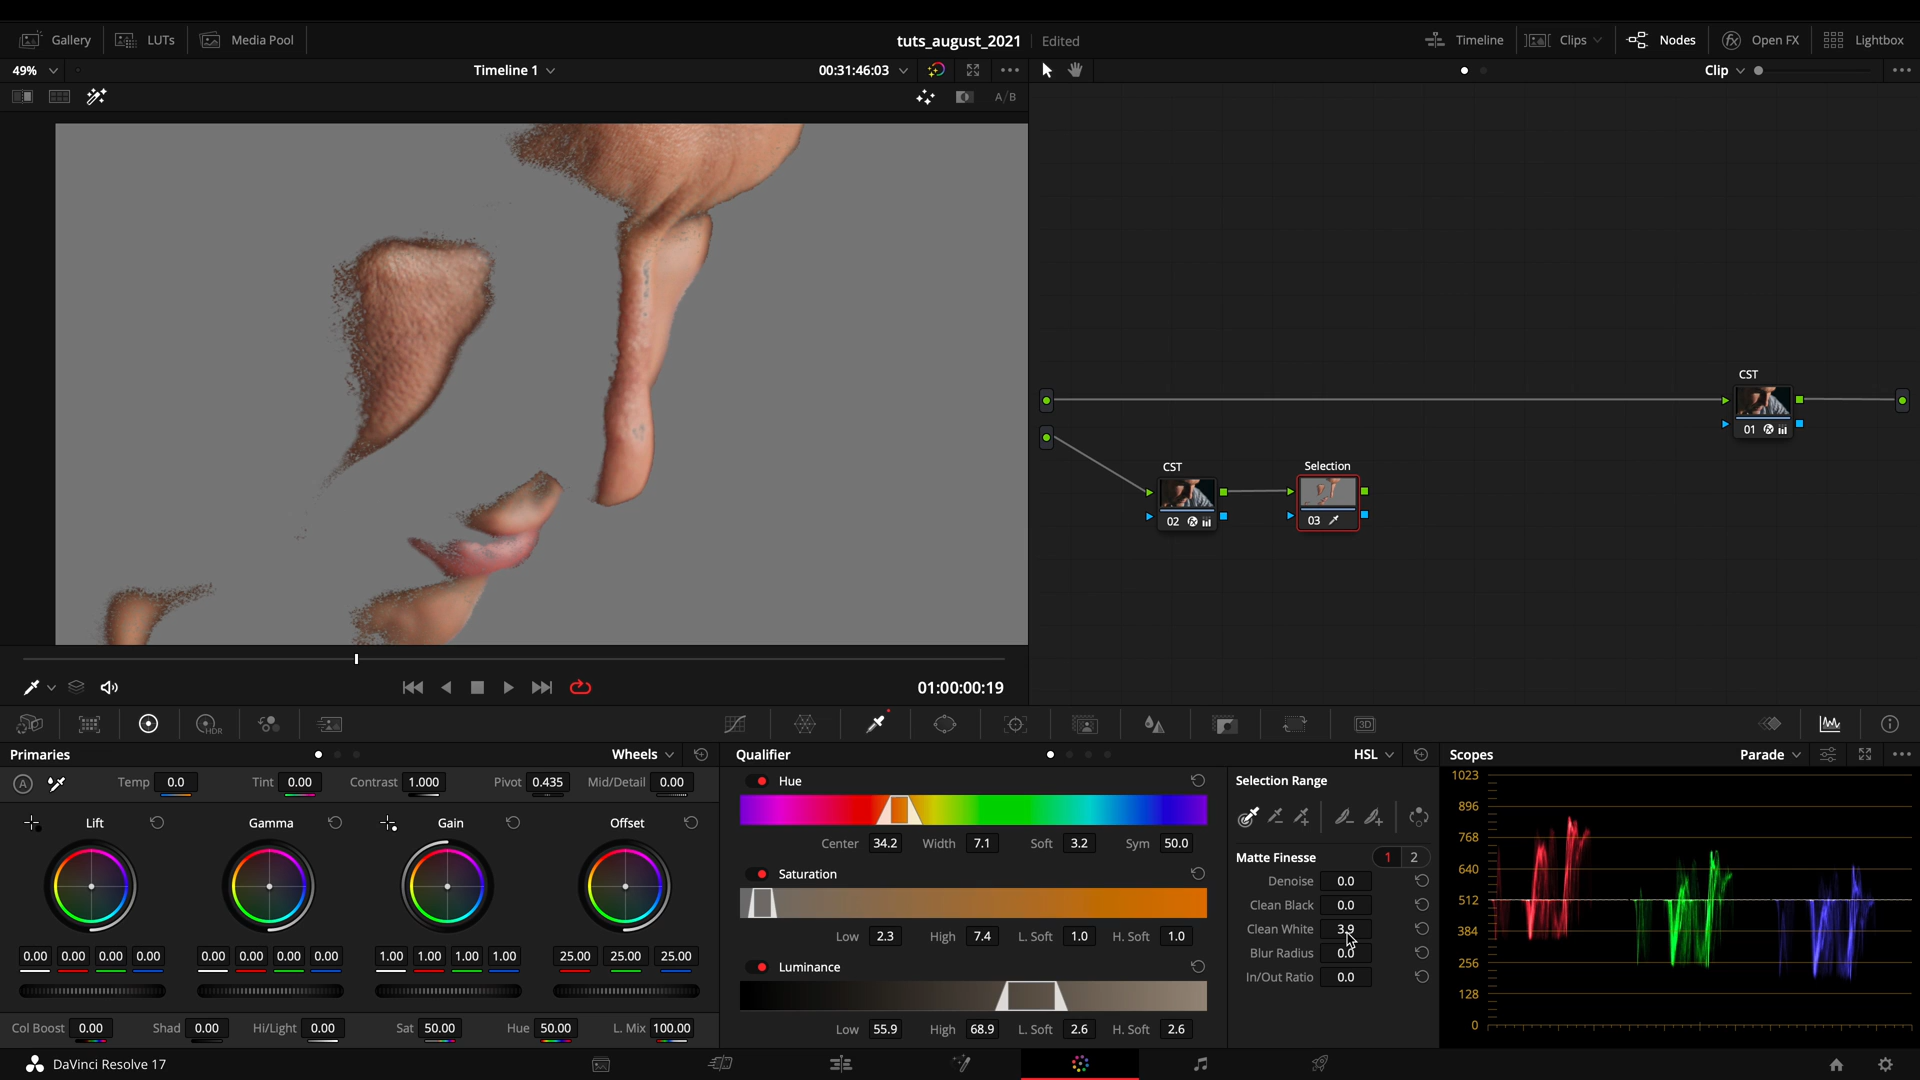 Gallery LUTs Media Pool tuts_august_2021 Edited Timeline Clips Nodes Open FX Lightbox
49% Timeline 1 00:31:46:03 Clip
A/B
CST
01
CST Selection
02 03
01:00:00:19
HDR 3D
Primaries Wheels Qualifier HSL Scopes Parade
A Temp 0.0 Tint 0.00 Contrast 1.000 Pivot 0.435 Mid/Detail 0.00
Lift Gamma Gain Offset
0.00 0.00 0.00 0.00 0.00 0.00 0.00 0.00 1.00 1.00 1.00 1.00 25.00 25.00 25.00
Col Boost 0.00 Shad 0.00 Hi/Light 0.00 Sat 50.00 Hue 50.00 L. Mix 100.00
Hue
Center 34.2 Width 7.1 Soft 3.2 Sym 50.0
Saturation
Low 2.3 High 7.4 L. Soft 1.0 H. Soft 1.0
Luminance
Low 55.9 High 68.9 L. Soft 2.6 H. Soft 2.6
Selection Range
Matte Finesse 1 2
Denoise 0.0
Clean Black 0.0
Clean White 3.9
Blur Radius 0.0
In/Out Ratio 0.0
1023
896
768
640
512
384
256
128
0
DaVinci Resolve 17